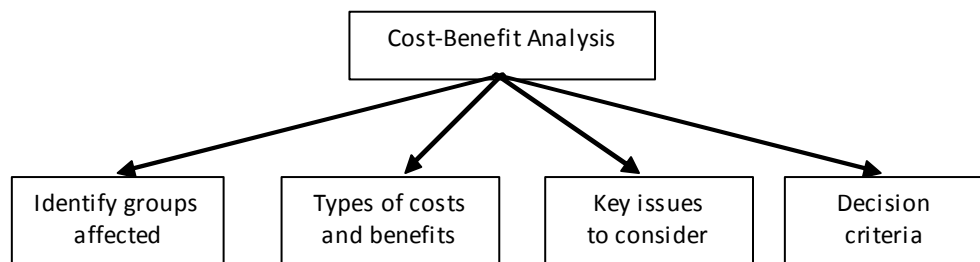 Cost-Benefit Analysis
Identify groups
affected
Types of costs
and benefits
Key issues
to consider
Decision
criteria